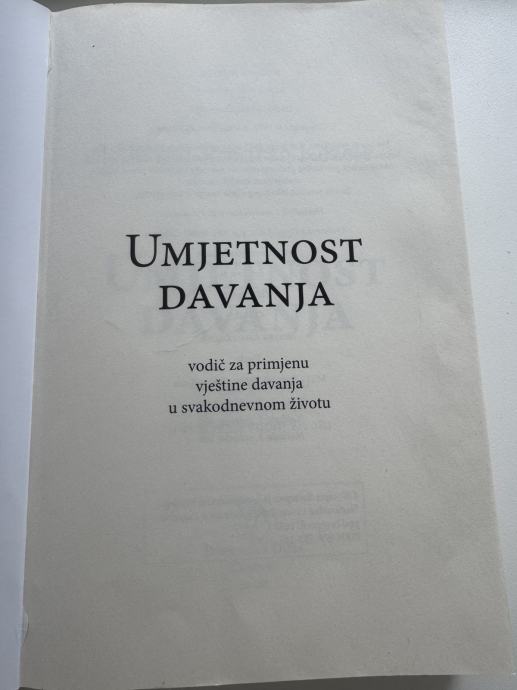 UMJETNOST
DAVANJA
vodič za primjenu
vještine davanja
u svakodnevnom životu